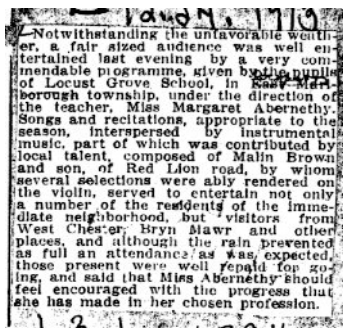 Notwithstanding the unfavorable weath-
er, a fair sized audience was well en-
tertained last evening by a very com-
mendable programme, given by the pupils
of Locust Grove School, in East Marl-
borough township, under the direction of
the teacher, Miss Margaret Abernethy.
Songs and recitations, appropriate to the
season, interspersed by instrumental
music, part of which was contributed by
local talent, composed of Malin Brown
and son, of Red Lion road, by whom
several selections were ably rendered on
the violin, served to entertain not only
a number of the residents of the imme-
diate neighborhood, but visitors from
West Chester, Bryn Mawr and other
places, and although the rain prevented
as full an attendance as was expected,
those present were well repaid for go-
ing, and said that Miss Abernethy should
feel encouraged with the progress that
she has made in her chosen profession.